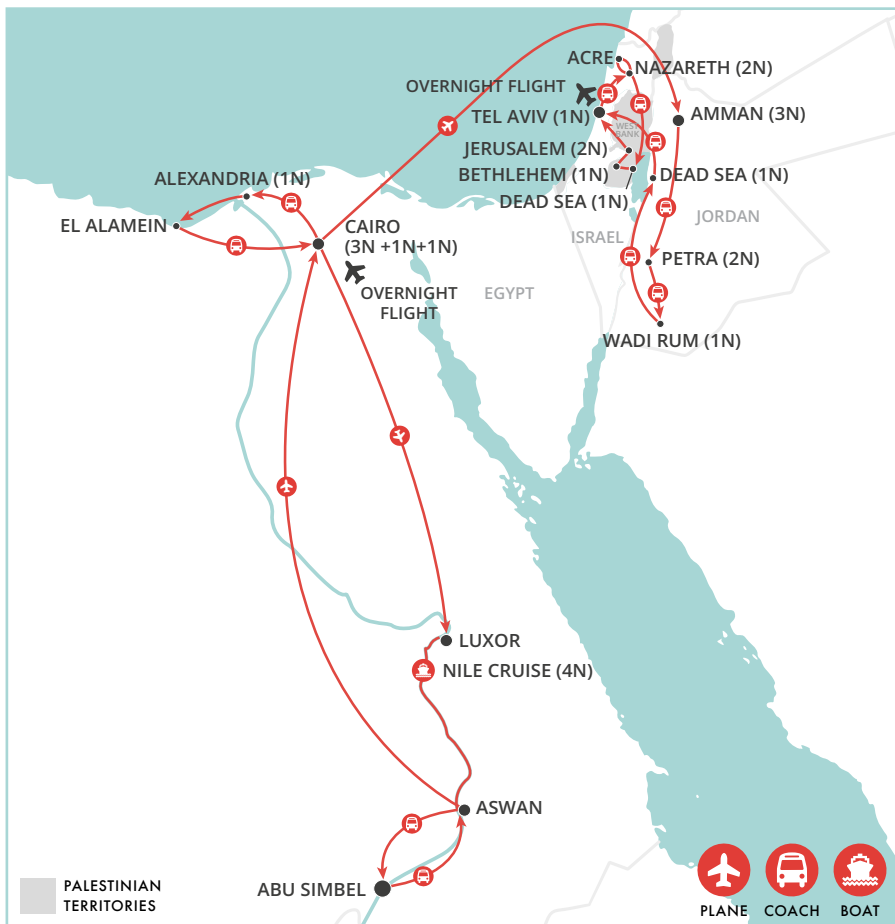 ACRE
NAZARETH (2N)
OVERNIGHT FLIGHT
TEL AVIV (1N)
AMMAN (3N)
WEST
BANK
JERUSALEM (2N)
BETHLEHEM (1N)
DEAD SEA (1N)
DEAD SEA (1N)
ALEXANDRIA (1N)
EL ALAMEIN
CAIRO
(3N +1N+1N)
OVERNIGHT
FLIGHT
JORDAN
ISRAEL
PETRA (2N)
EGYPT
WADI RUM (1N)
LUXOR
NILE CRUISE (4N)
ASWAN
ABU SIMBEL
PALESTINIAN
TERRITORIES
PLANE
COACH
BOAT